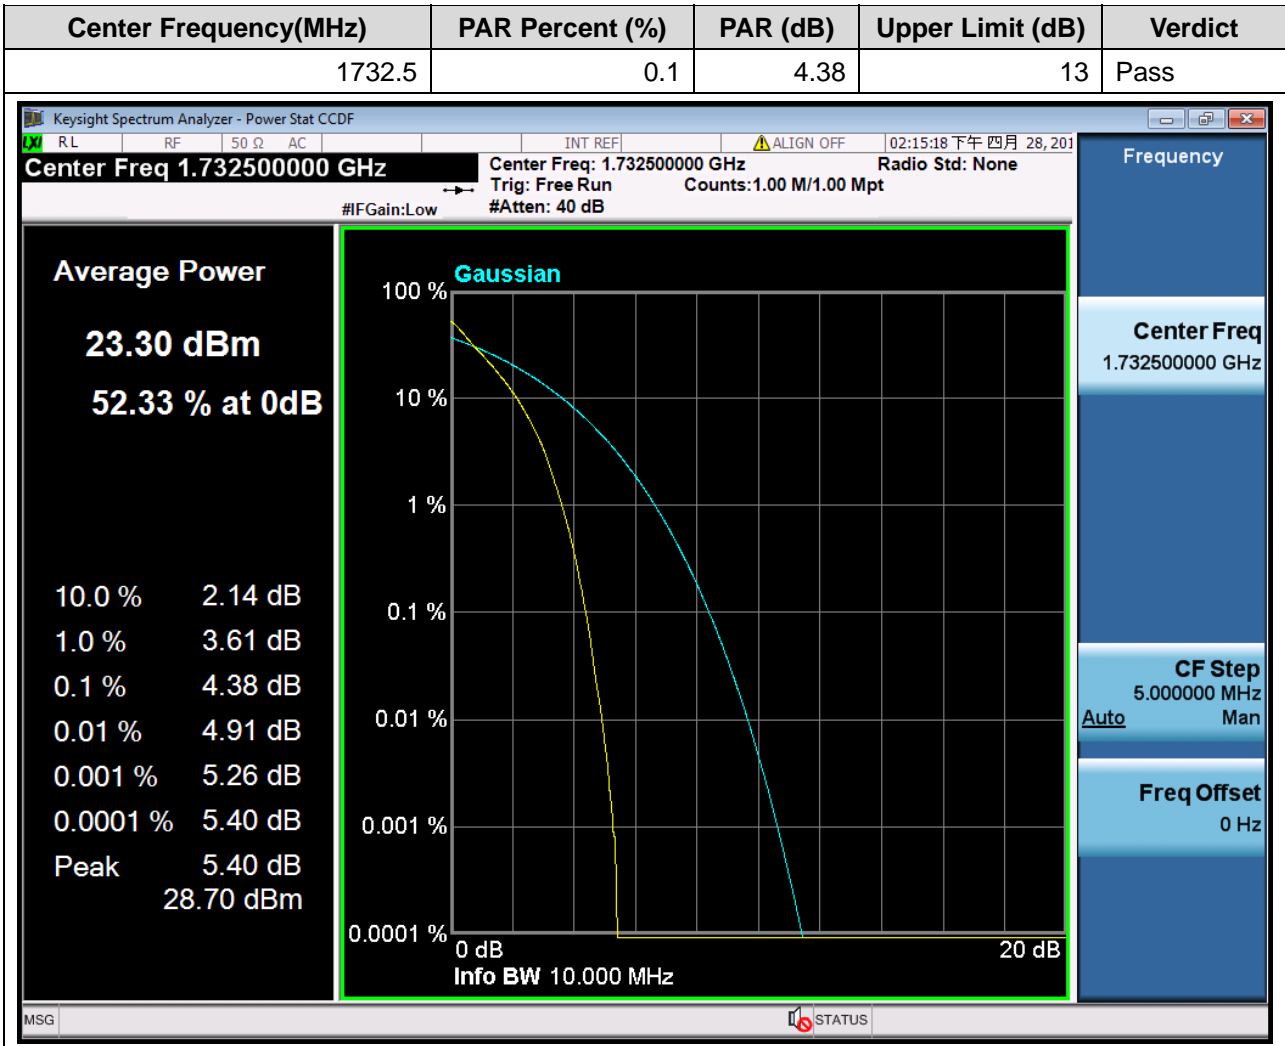 Center Frequency(MHz) PAR Percent (%) PAR (dB) Upper Limit (dB) Verdict
1732.5 0.1 4.38 13 Pass
Keysight Spectrum Analyzer - Power Stat CCDF
LXI RL RF 50 Ω AC INT REF ALIGN OFF 02:15:18 下午 四月 28, 201
Center Freq 1.732500000 GHz
Center Freq: 1.732500000 GHz Radio Std: None
Trig: Free Run Counts:1.00 M/1.00 Mpt
#IFGain:Low #Atten: 40 dB
Average Power
23.30 dBm
52.33 % at 0dB
10.0 % 2.14 dB
1.0 % 3.61 dB
0.1 % 4.38 dB
0.01 % 4.91 dB
0.001 % 5.26 dB
0.0001 % 5.40 dB
Peak 5.40 dB
28.70 dBm
Gaussian
100 %
10 %
1 %
0.1 %
0.01 %
0.001 %
0.0001 %
0 dB 20 dB
Info BW 10.000 MHz
Frequency
Center Freq
1.732500000 GHz
CF Step
5.000000 MHz
Auto Man
Freq Offset
0 Hz
MSG STATUS